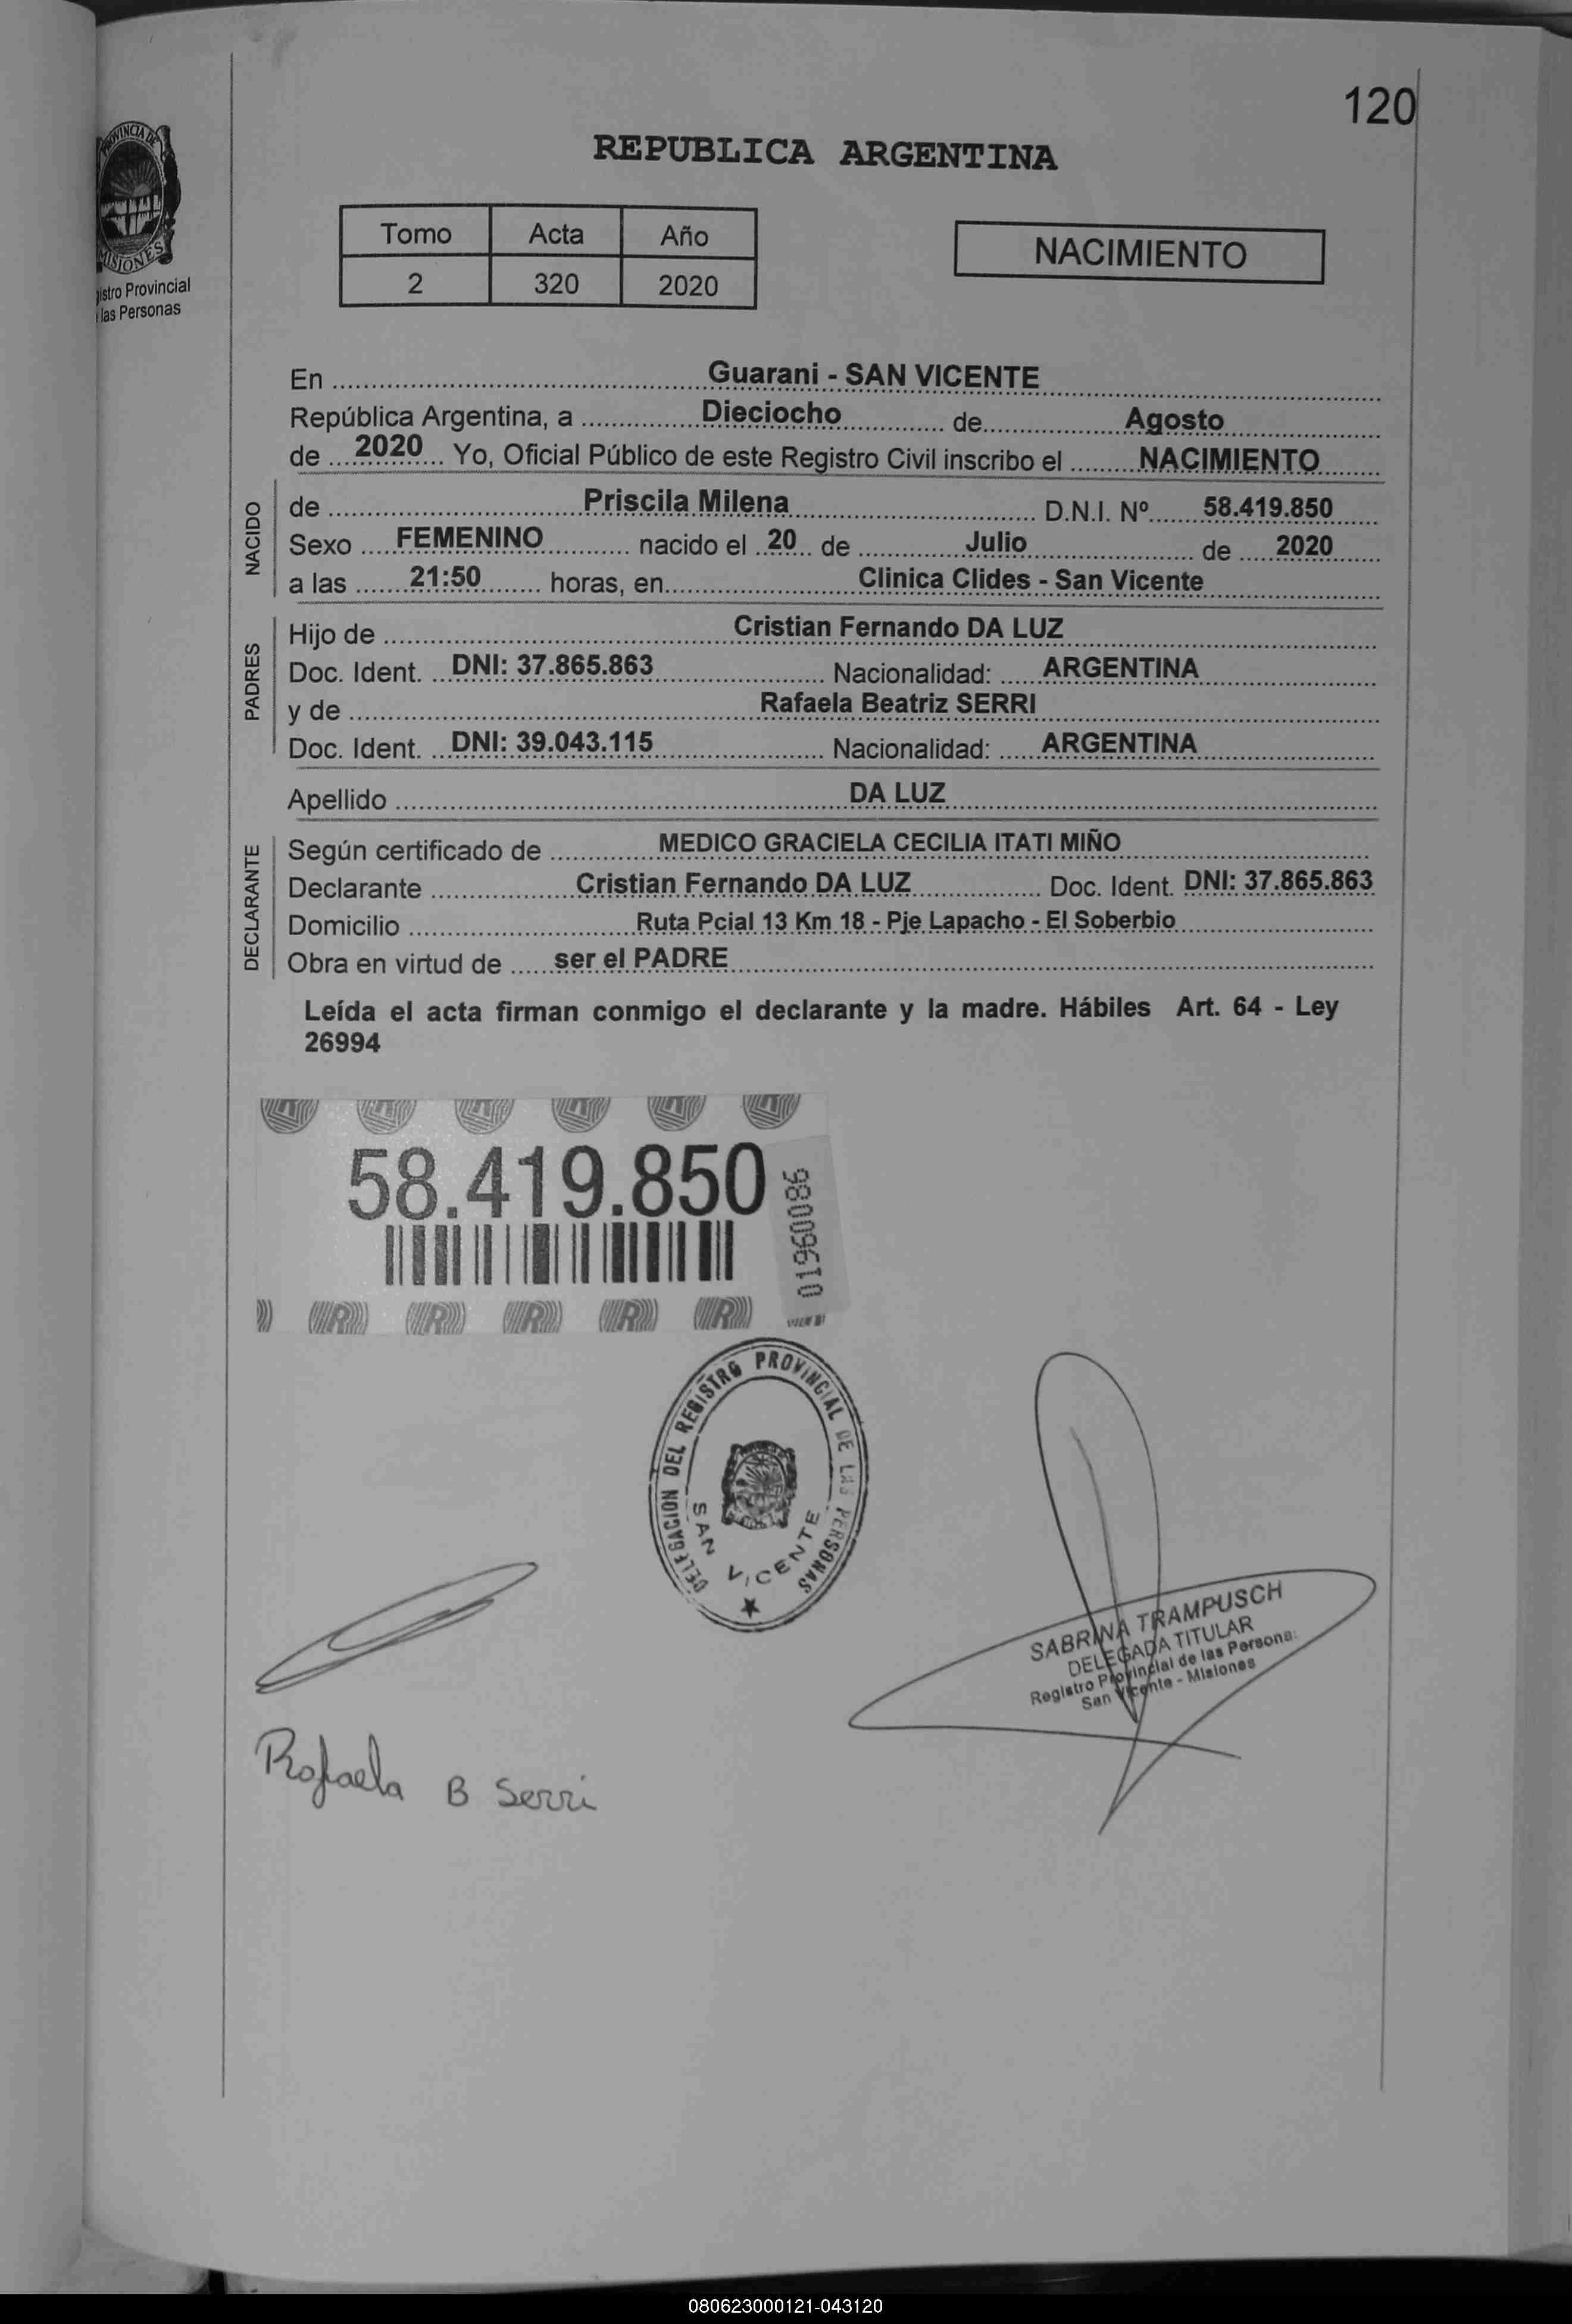 120
PROVINCIA DE
MISIONES
istro Provincial
las Personas
REPUBLICA ARGENTINA
Tomo Acta Año
2 320 2020
NACIMIENTO
En Guarani - SAN VICENTE
República Argentina, a Dieciocho de Agosto
de 2020 Yo, Oficial Público de este Registro Civil inscribo el NACIMIENTO
NACIDO
de Priscila Milena D.N.I. Nº 58.419.850
Sexo FEMENINO nacido el 20 de Julio de 2020
a las 21:50 horas, en Clinica Clides - San Vicente
PADRES
Hijo de Cristian Fernando DA LUZ
Doc. Ident. DNI: 37.865.863 Nacionalidad: ARGENTINA
y de Rafaela Beatriz SERRI
Doc. Ident. DNI: 39.043.115 Nacionalidad: ARGENTINA
Apellido DA LUZ
DECLARANTE
Según certificado de MEDICO GRACIELA CECILIA ITATI MIÑO
Declarante Cristian Fernando DA LUZ Doc. Ident. DNI: 37.865.863
Domicilio Ruta Pcial 13 Km 18 - Pje Lapacho - El Soberbio
Obra en virtud de ser el PADRE
Leída el acta firman conmigo el declarante y la madre. Hábiles Art. 64 - Ley
26994
58.419.850
01960086
DELEGACION DEL REGISTRO PROVINCIAL DE LAS PERSONAS
SAN VICENTE
SABRINA TRAMPUSCH
DELEGADA TITULAR
Registro Provincial de las Persona
San Vicente - Misiones
Rafaela B Serri
080623000121-043120